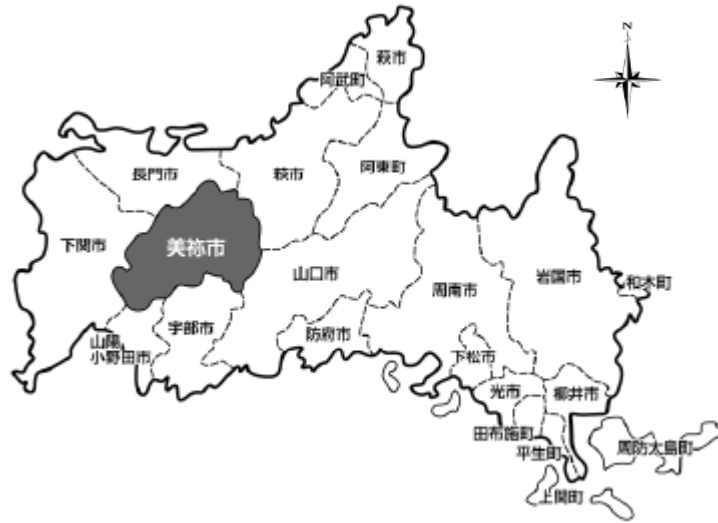 N
萩市
阿武町
長門市
萩市
阿東町
下関市
美祢市
山口市
周南市
岩国市
和木町
山陽
小野田市
宇部市
防府市
下松市
光市
柳井市
田布施町
平生町
周防大島町
上関町